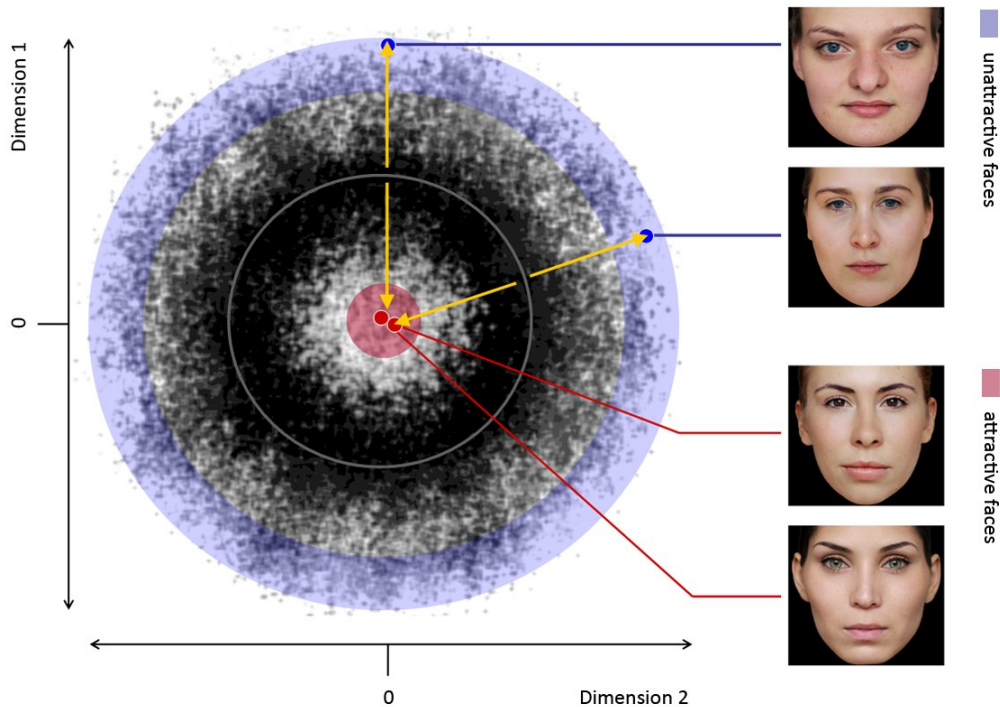 Dimension 1
0
0
Dimension 2
unattractive faces
attractive faces